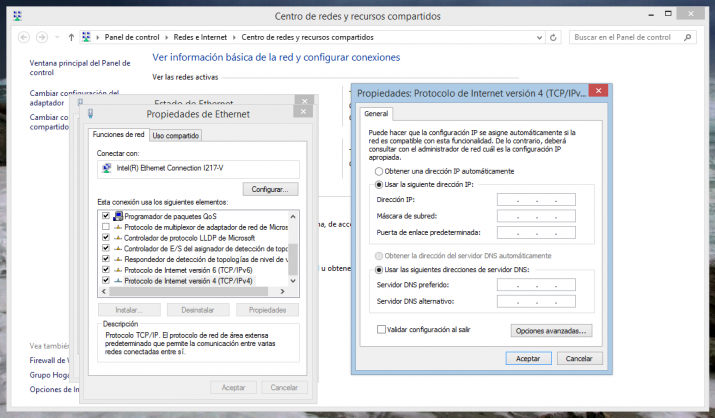 Centro de redes y recursos compartidos
Panel de control
Redes e Internet
Centro de redes y recursos compartidos
Buscar en el Panel de control
Ventana principal del Panel de
control
Cambiar configuración del
adaptador
Cambiar co
compartido
Ver información básica de la red y configurar conexiones
Ver las redes activas
Estado de Ethernet
Propiedades de Ethernet
Funciones de red
Uso compartido
Conectar con:
Intel(R) Ethernet Connection I217-V
Configurar...
Esta conexión usa los siguientes elementos:
Programador de paquetes QoS
Protocolo de multiplexor de adaptador de red de Micros
Controlador de protocolo LLDP de Microsoft
Controlador de E/S del asignador de detección de topo
Respondedor de detección de topologías de nivel de v
Protocolo de Internet versión 6 (TCP/IPv6)
Protocolo de Internet versión 4 (TCP/IPv4)
Instalar...
Desinstalar
Propiedades
Descripción
Protocolo TCP/IP. El protocolo de red de área extensa
predeterminado que permite la comunicación entre varias
redes conectadas entre sí.
Aceptar
Cancelar
na, de acce
l u obtene
Vea también
Firewall de W
Grupo Hoga
Opciones de In
Propiedades: Protocolo de Internet versión 4 (TCP/IPv...
General
Puede hacer que la configuración IP se asigne automáticamente si la
red es compatible con esta funcionalidad. De lo contrario, deberá
consultar con el administrador de red cuál es la configuración IP
apropiada.
Obtener una dirección IP automáticamente
Usar la siguiente dirección IP:
Dirección IP:
Máscara de subred:
Puerta de enlace predeterminada:
Obtener la dirección del servidor DNS automáticamente
Usar las siguientes direcciones de servidor DNS:
Servidor DNS preferido:
Servidor DNS alternativo:
Validar configuración al salir
Opciones avanzadas...
Aceptar
Cancelar